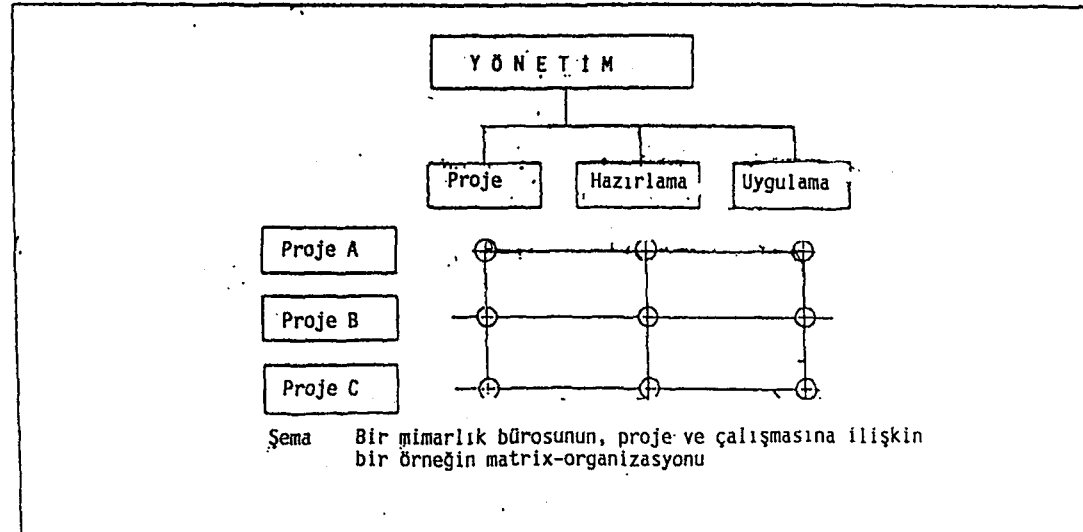 YÖNETİM
Proje Hazırlama Uygulama
Proje A
Proje B
Proje C
Şema Bir mimarlık bürosunun, proje ve çalışmasına ilişkin
bir örneğin matrix-organizasyonu